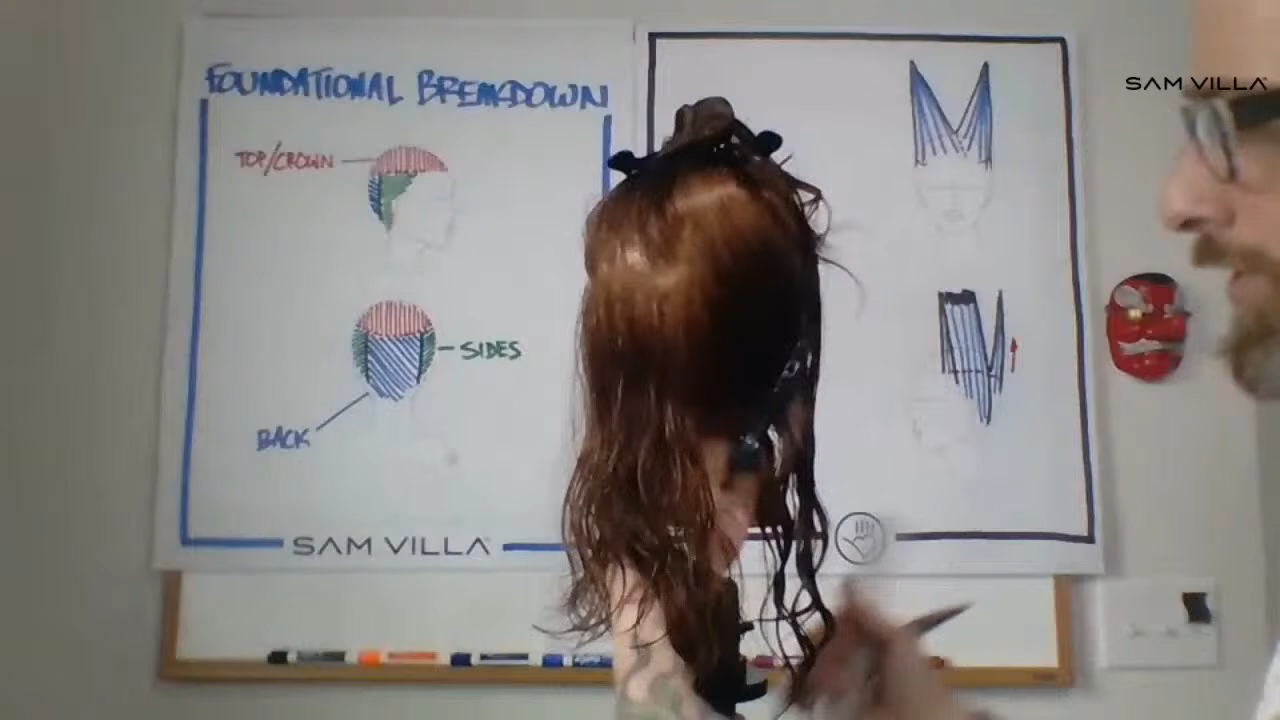 FOUNDATIONAL BREAKDOWN
TOP/CROWN
SIDES
BACK
SAM VILLA
SAM VILLA